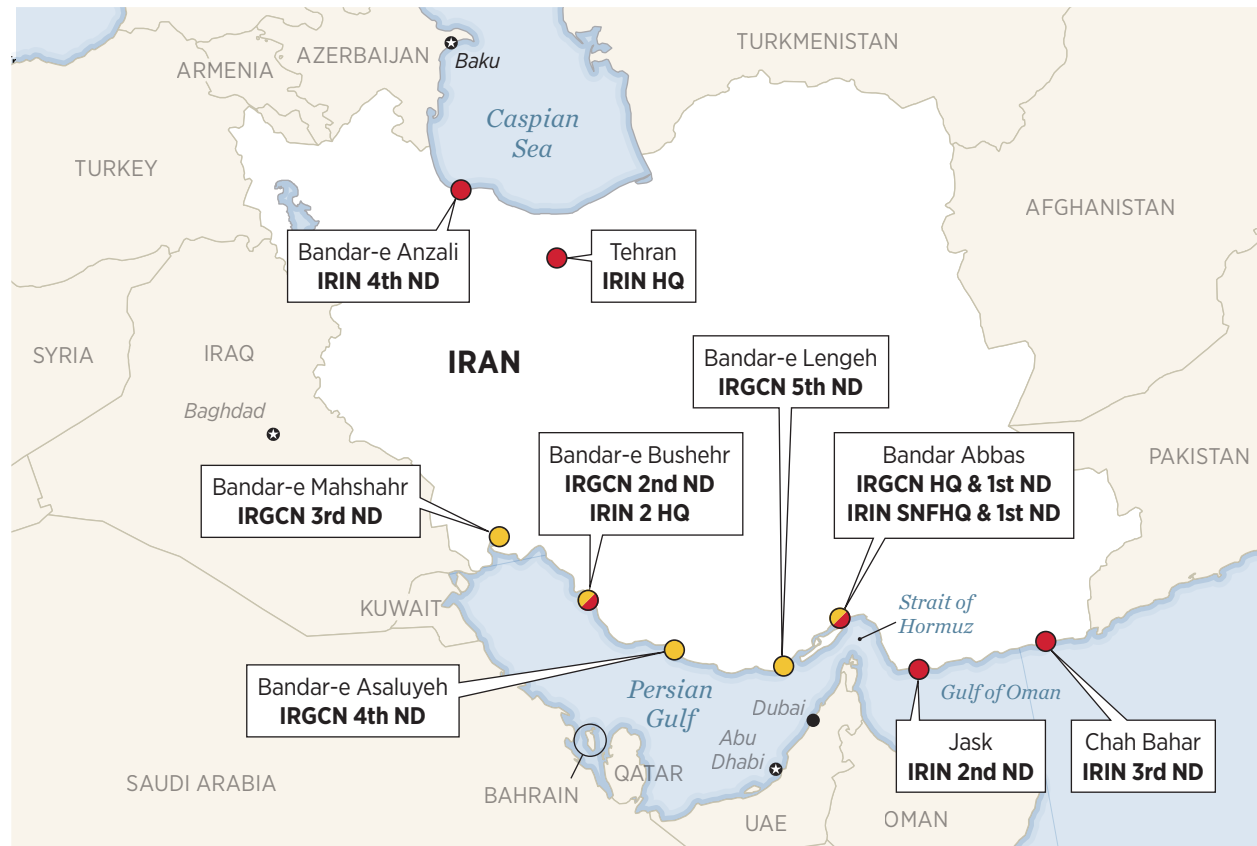 TURKMENISTAN
AZERBAIJAN
Baku
ARMENIA
Caspian
Sea
TURKEY
AFGHANISTAN
Bandar-e Anzali
IRIN 4th ND
Tehran
IRIN HQ
SYRIA
IRAQ
IRAN
Bandar-e Lengeh
IRGCN 5th ND
Baghdad
Bandar-e Bushehr
IRGCN 2nd ND
IRIN 2 HQ
Bandar Abbas
IRGCN HQ & 1st ND
IRIN SNFHQ & 1st ND
PAKISTAN
Bandar-e Mahshahr
IRGCN 3rd ND
KUWAIT
Strait of
Hormuz
Bandar-e Asaluyeh
IRGCN 4th ND
Persian
Gulf
Gulf of Oman
Dubai
Abu
Dhabi
Jask
IRIN 2nd ND
Chah Bahar
IRIN 3rd ND
SAUDI ARABIA
BAHRAIN
QATAR
UAE
OMAN